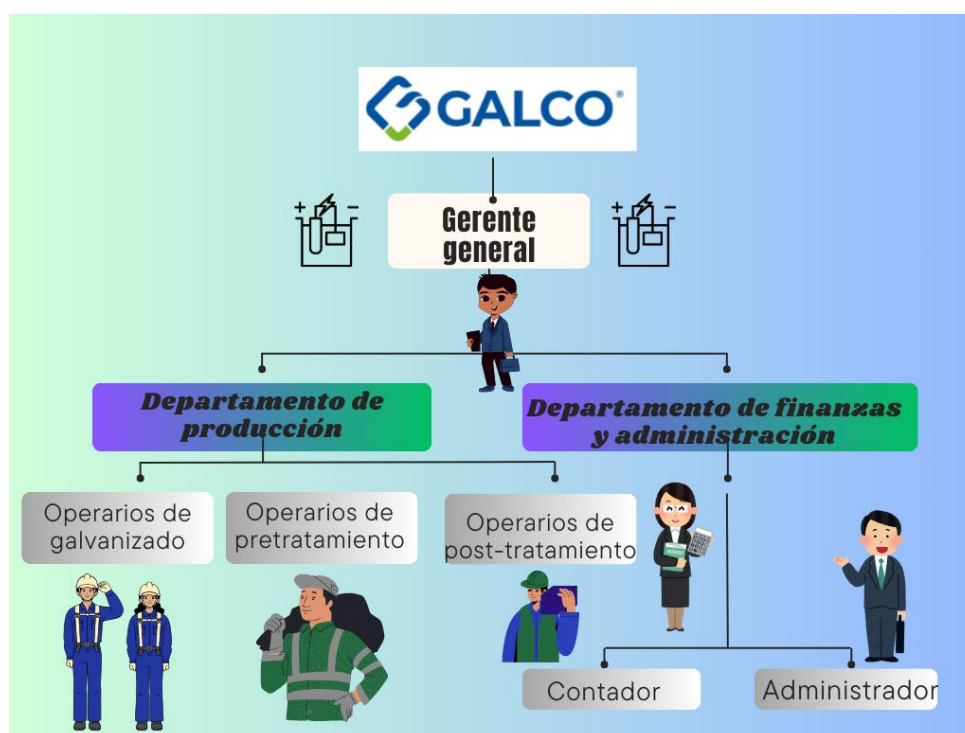 GALCO®
Gerente
general
Departamento de
producción
Departamento de finanzas
y administración
Operarios de
galvanizado
Operarios de
pretratamiento
Operarios de
post-tratamiento
Contador
Administrador